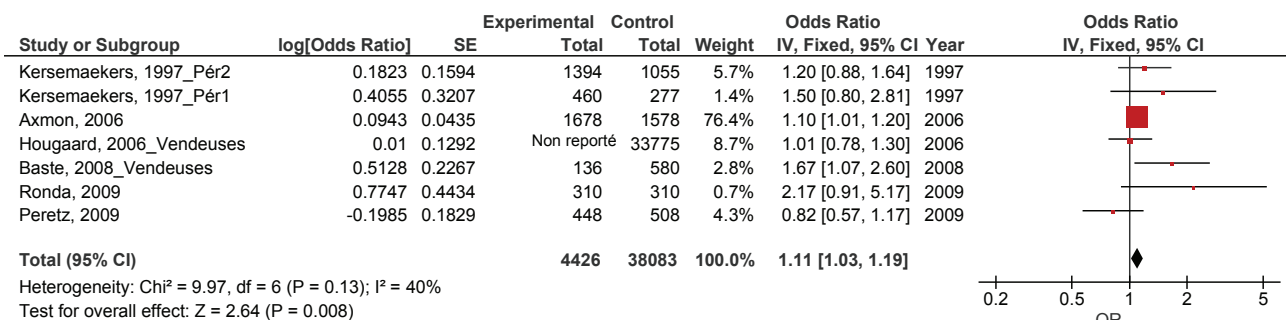 Experimental Control Odds Ratio Odds Ratio
Study or Subgroup log[Odds Ratio] SE Total Total Weight IV, Fixed, 95% CI Year IV, Fixed, 95% CI
Kersemaekers, 1997_Pér2 0.1823 0.1594 1394 1055 5.7% 1.20 [0.88, 1.64] 1997
Kersemaekers, 1997_Pér1 0.4055 0.3207 460 277 1.4% 1.50 [0.80, 2.81] 1997
Axmon, 2006 0.0943 0.0435 1678 1578 76.4% 1.10 [1.01, 1.20] 2006
Hougaard, 2006_Vendeuses 0.01 0.1292 Non reporté 33775 8.7% 1.01 [0.78, 1.30] 2006
Baste, 2008_Vendeuses 0.5128 0.2267 136 580 2.8% 1.67 [1.07, 2.60] 2008
Ronda, 2009 0.7747 0.4434 310 310 0.7% 2.17 [0.91, 5.17] 2009
Peretz, 2009 -0.1985 0.1829 448 508 4.3% 0.82 [0.57, 1.17] 2009
Total (95% CI) 4426 38083 100.0% 1.11 [1.03, 1.19]
Heterogeneity: Chi² = 9.97, df = 6 (P = 0.13); I² = 40%
Test for overall effect: Z = 2.64 (P = 0.008)
0.2 0.5 1 2 5
OR